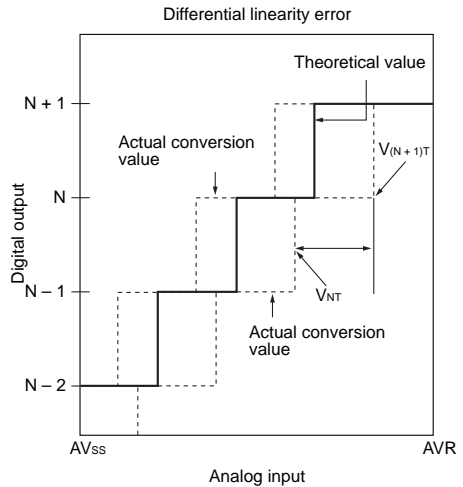 Differential linearity error
Theoretical value
N + 1
Actual conversion
value
V(N + 1)T
N
Digital output
N – 1
VNT
Actual conversion
value
N – 2
AVSS
AVR
Analog input